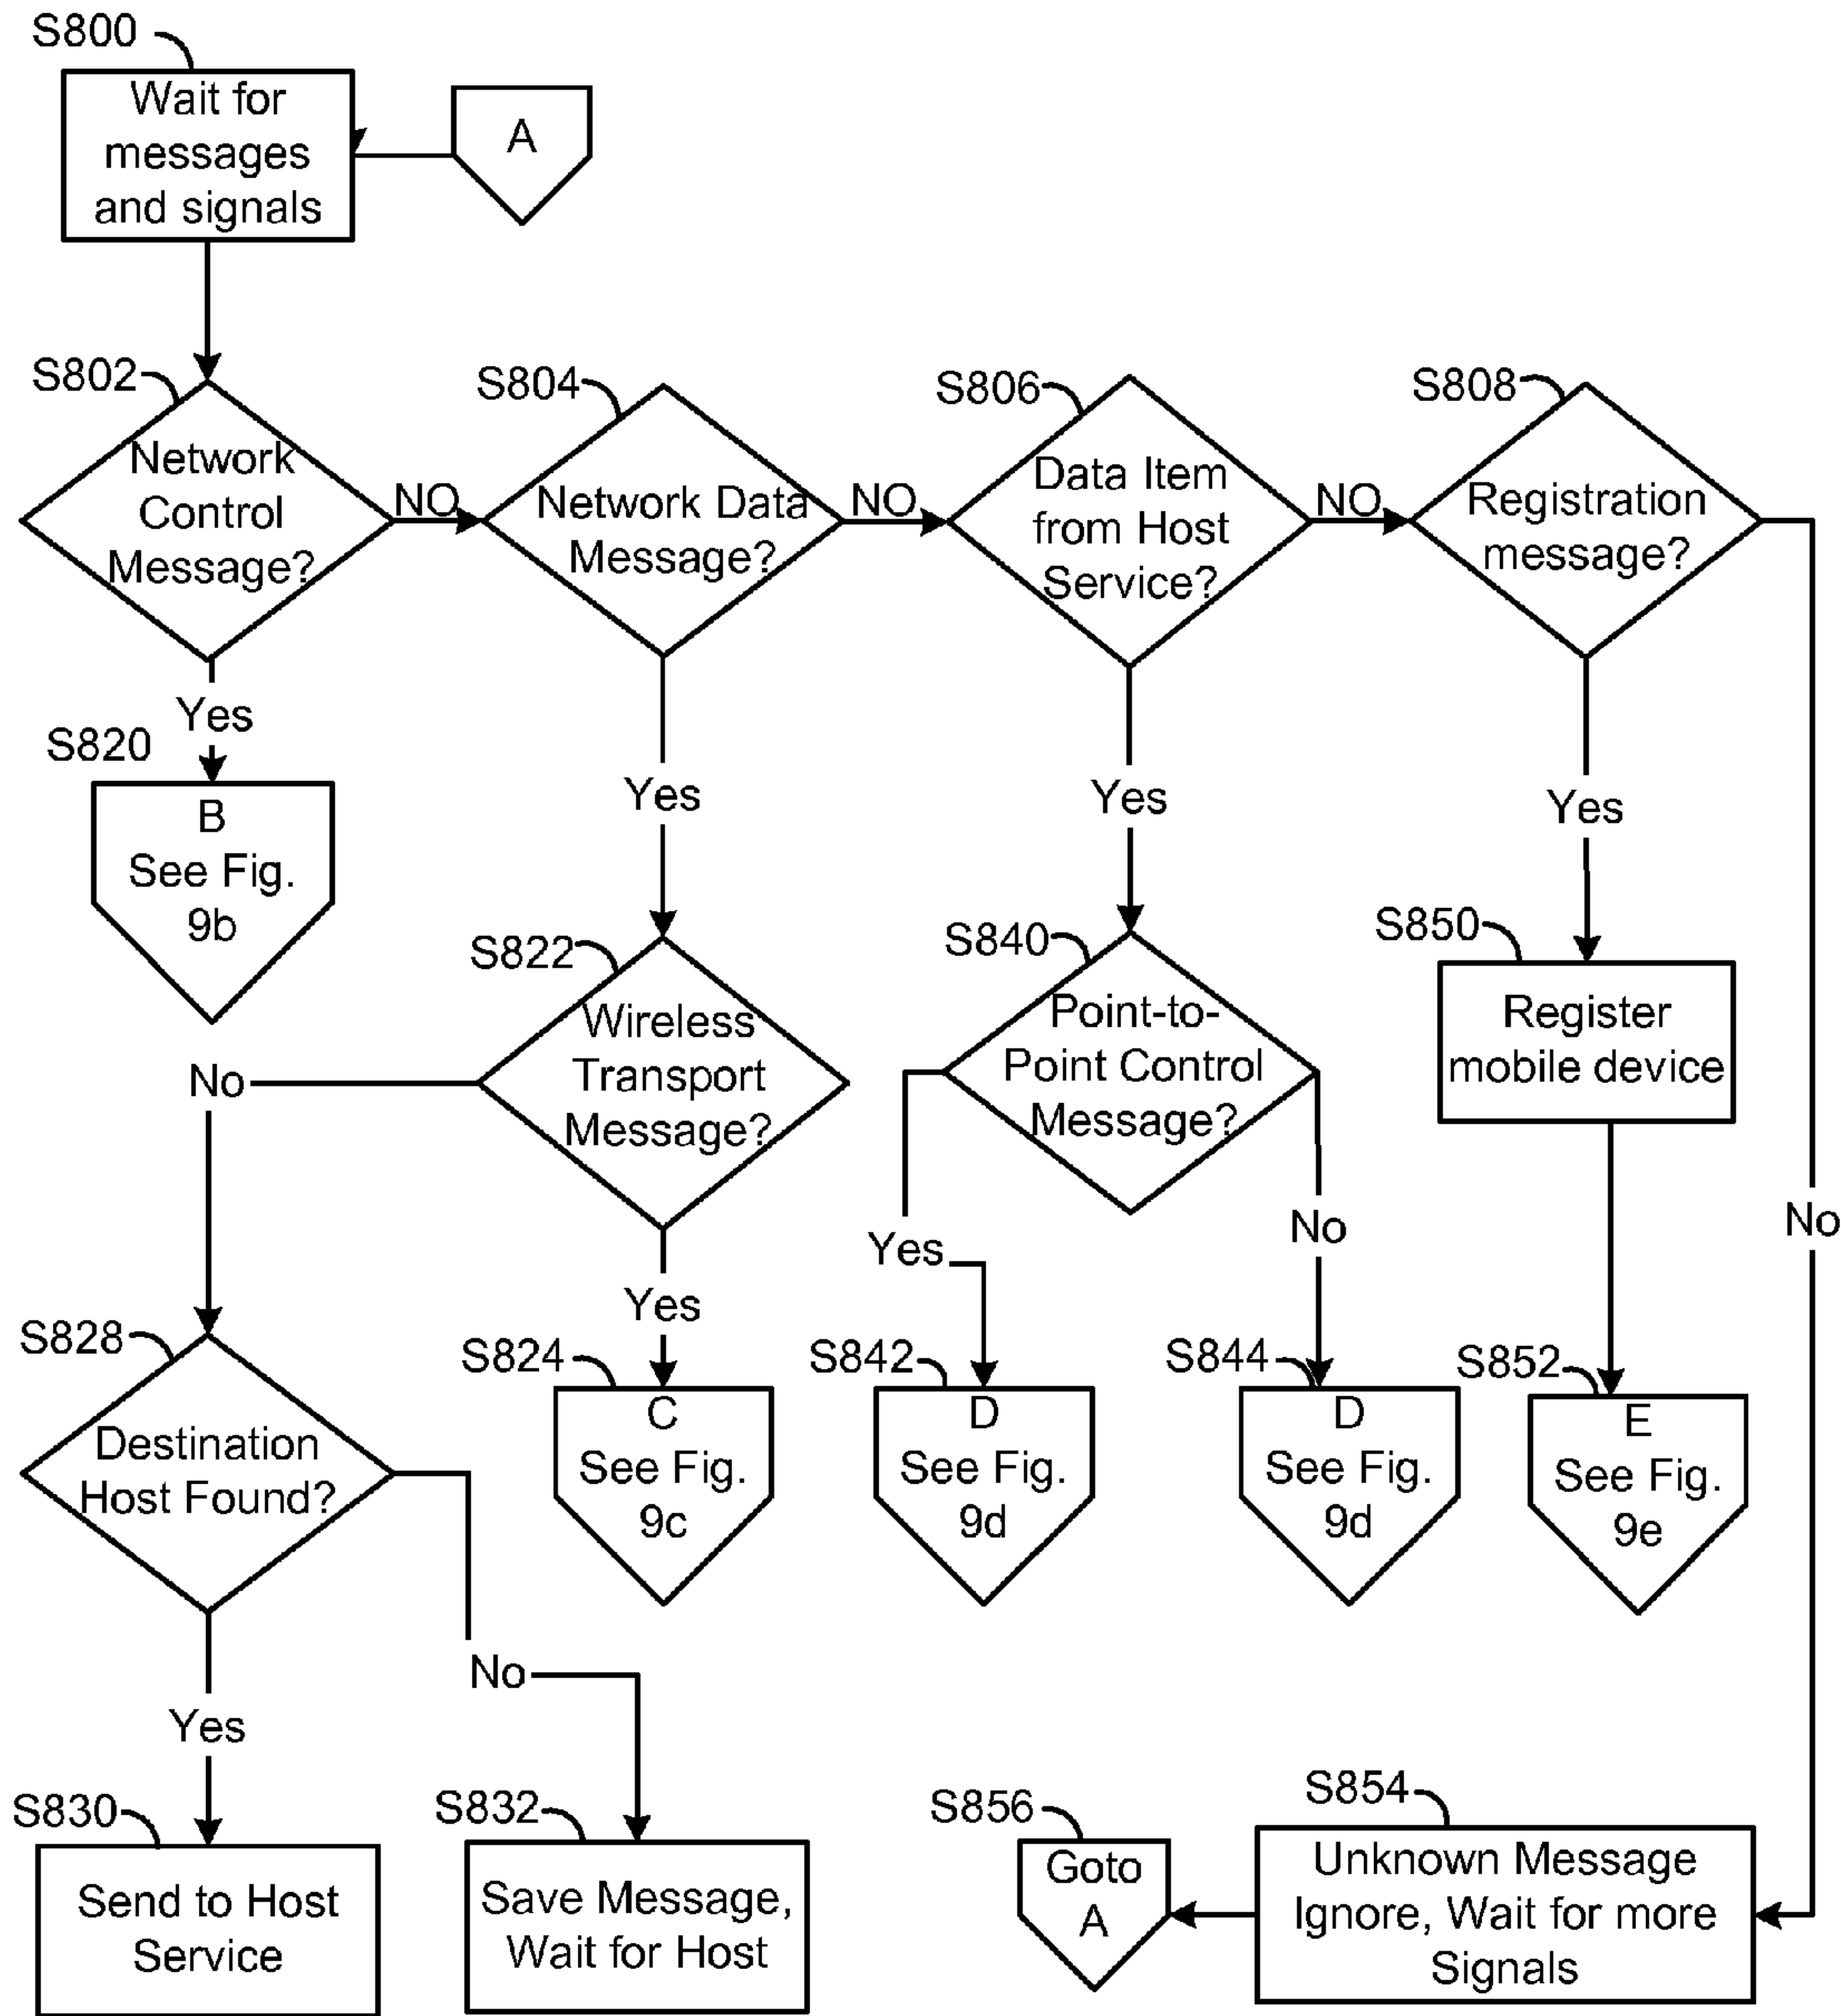 S800
Wait for
messages
and signals
A
S802
Network
Control
Message?
NO
S804
Network Data
Message?
NO
S806
Data Item
from Host
Service?
NO
S808
Registration
message?
Yes
S820
B
See Fig.
9b
Yes
Yes
Yes
No
S822
Wireless
Transport
Message?
No
S840
Point-to-
Point Control
Message?
S850
Register
mobile device
Yes
Yes
No
S828
Destination
Host Found?
S824
C
See Fig.
9c
S842
D
See Fig.
9d
S844
D
See Fig.
9d
S852
E
See Fig.
9e
Yes
No
S830
Send to Host
Service
S832
Save Message,
Wait for Host
S856
Goto
A
S854
Unknown Message
Ignore, Wait for more
Signals